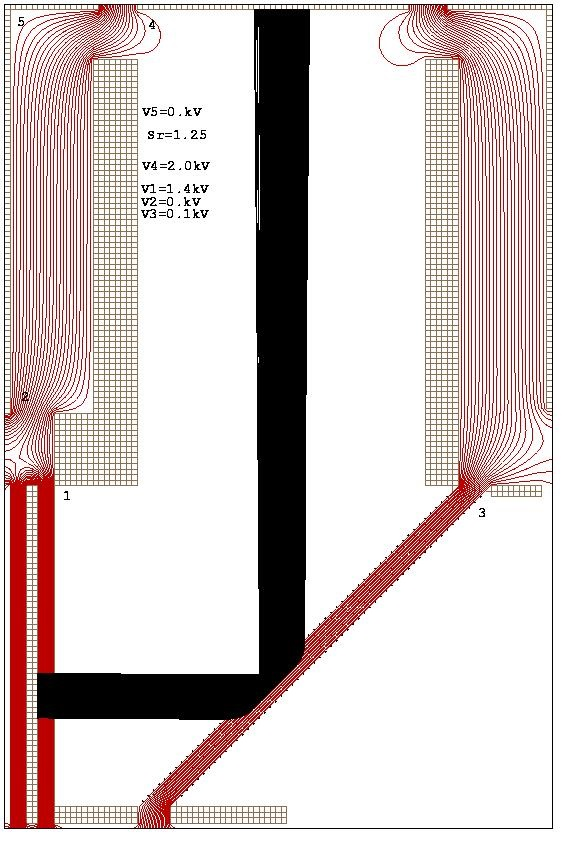 5
4
V5=0.kV
Sr=1.25
V4=2.0kV
V1=1.4kV
V2=0.kV
V3=0.1kV
2
1
3